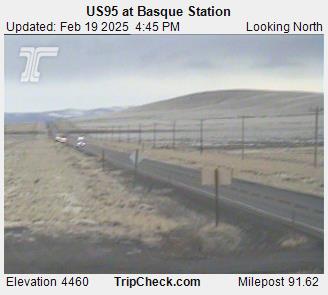 US95 at Basque Station
Updated: Feb 19 2025 4:45 PM Looking North
Elevation 4460 TripCheck.com Milepost 91.62